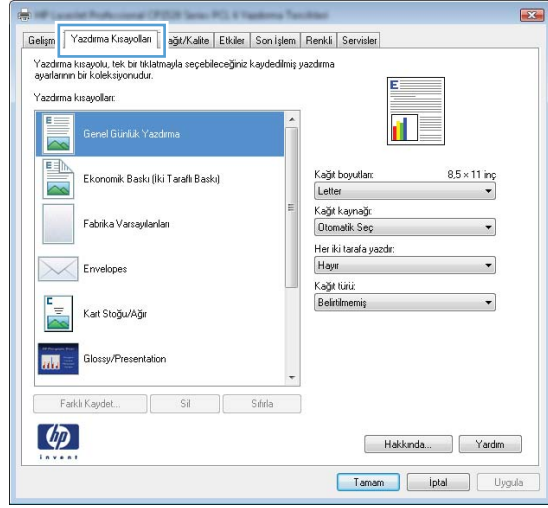 Gelişm
Yazdırma Kısayolları
ağıt/Kalite
Etkiler
Son İşlem
Renkli
Servisler
Yazdırma kısayolu, tek bir tıklatmayla seçebileceğiniz kaydedilmiş yazdırma
ayarlarının bir koleksiyonudur.
Yazdırma kısayolları:
Genel Günlük Yazdırma
Ekonomik Baskı (İki Taraflı Baskı)
Fabrika Varsayılanları
Envelopes
Kart Stoğu/Ağır
Glossy/Presentation
Farklı Kaydet...
Sil
Sıfırla
E
Kağıt boyutları:
8,5 × 11 inç
Letter
Kağıt kaynağı:
Otomatik Seç
Her iki tarafa yazdır:
Hayır
Kağıt türü:
Belirtilmemiş
hp
invent
Hakkında...
Yardım
Tamam
İptal
Uygula